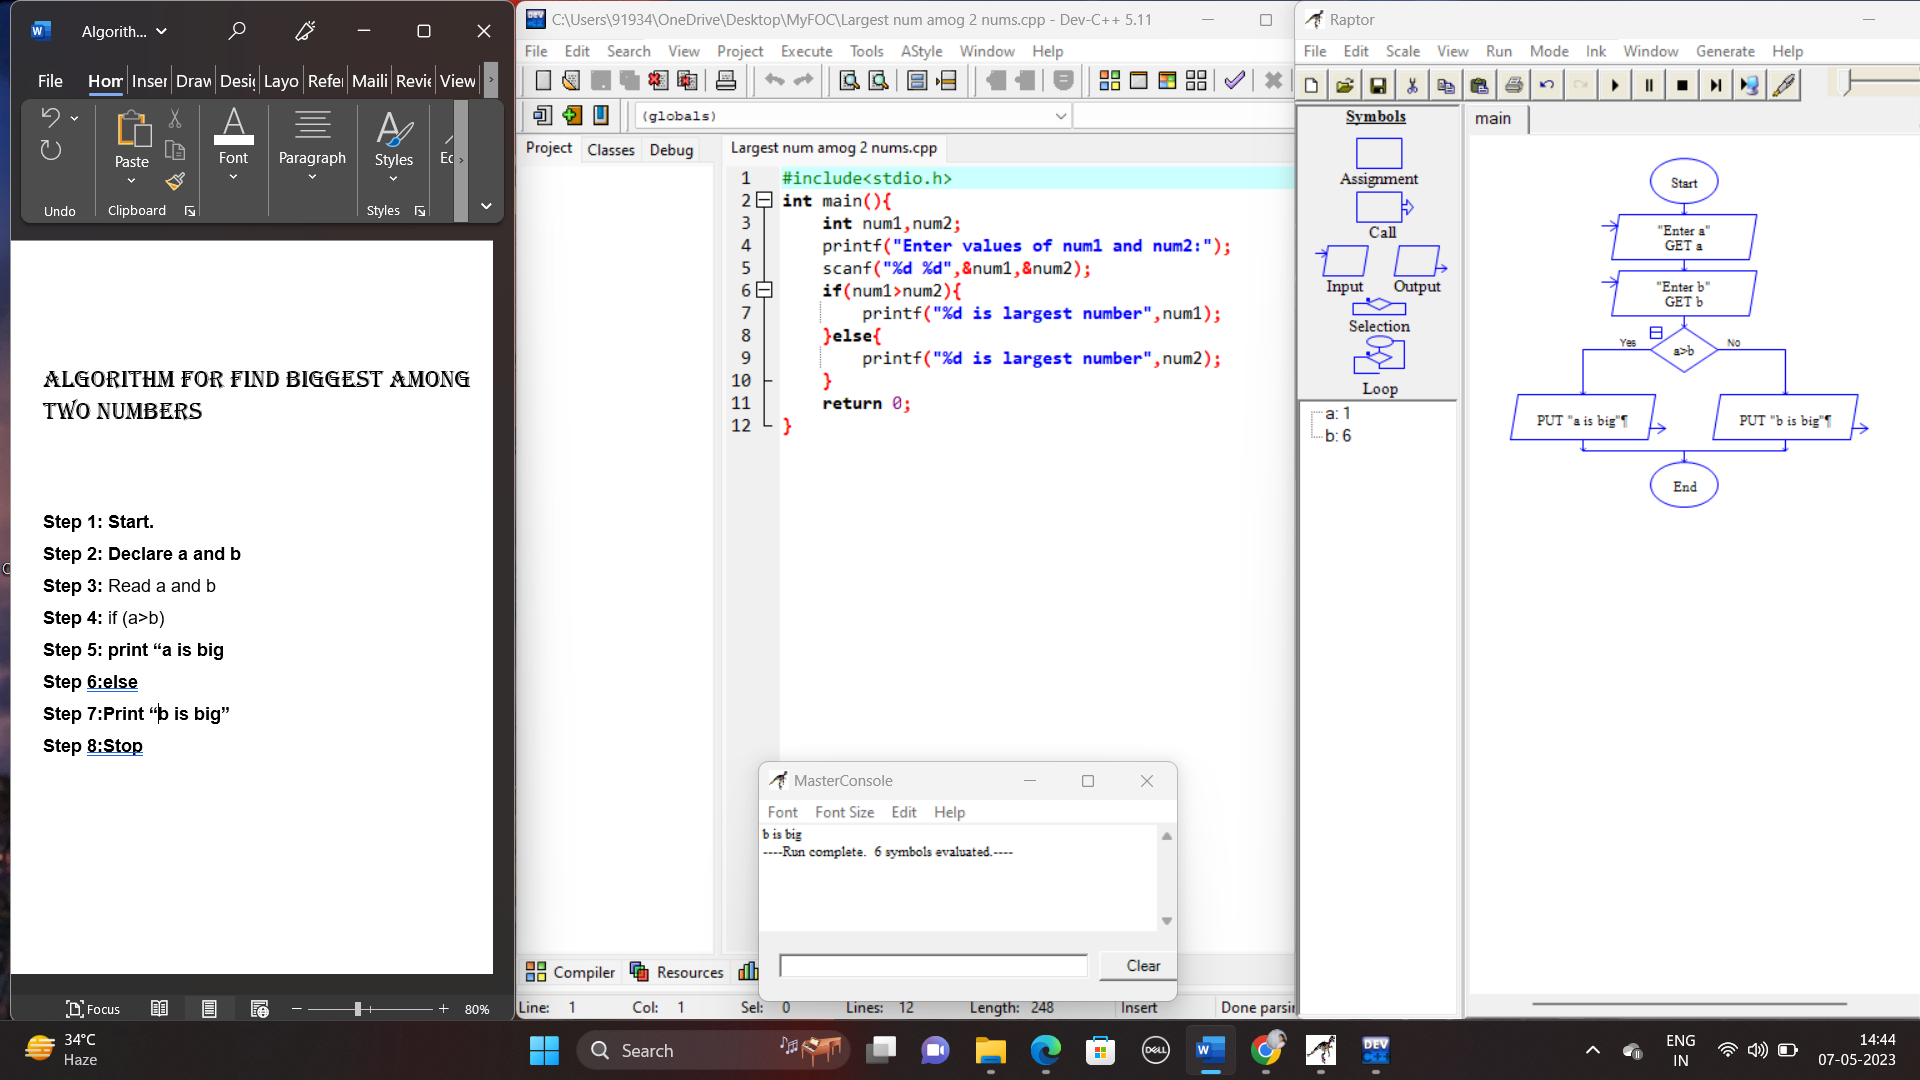 Algorith...
File Hom Inser Draw Desig Layo Refe Maili Revie View
Paste
Font
Paragraph
Styles
Undo
Clipboard
Styles
ALGORITHM FOR FIND BIGGEST AMONG
TWO NUMBERS
Step 1: Start.
Step 2: Declare a and b
Step 3: Read a and b
Step 4: if (a>b)
Step 5: print “a is big
Step 6:else
Step 7:Print “b is big”
Step 8:Stop
Focus
80%
C:\Users\91934\OneDrive\Desktop\MyFOC\Largest num amog 2 nums.cpp - Dev-C++ 5.11
File Edit Search View Project Execute Tools AStyle Window Help
(globals)
Project Classes Debug
Largest num amog 2 nums.cpp
1 #include<stdio.h>
2 int main(){
3 int num1,num2;
4 printf("Enter values of num1 and num2:");
5 scanf("%d %d",&num1,&num2);
6 if(num1>num2){
7 printf("%d is largest number",num1);
8 }else{
9 printf("%d is largest number",num2);
10 }
11 return 0;
12 }
Compiler Resources
Line: 1 Col: 1 Sel: 0 Lines: 12 Length: 248 Insert Done parsin
MasterConsole
Font Font Size Edit Help
b is big
----Run complete. 6 symbols evaluated.----
Clear
Raptor
File Edit Scale View Run Mode Ink Window Generate Help
Symbols
Assignment
Call
Input Output
Selection
Loop
a: 1
b: 6
main
Start
"Enter a"
GET a
"Enter b"
GET b
Yes a>b No
PUT "a is big"¶ PUT "b is big"¶
End
34°C
Haze
Search
DELL
DEV
C++
ENG
IN
14:44
07-05-2023